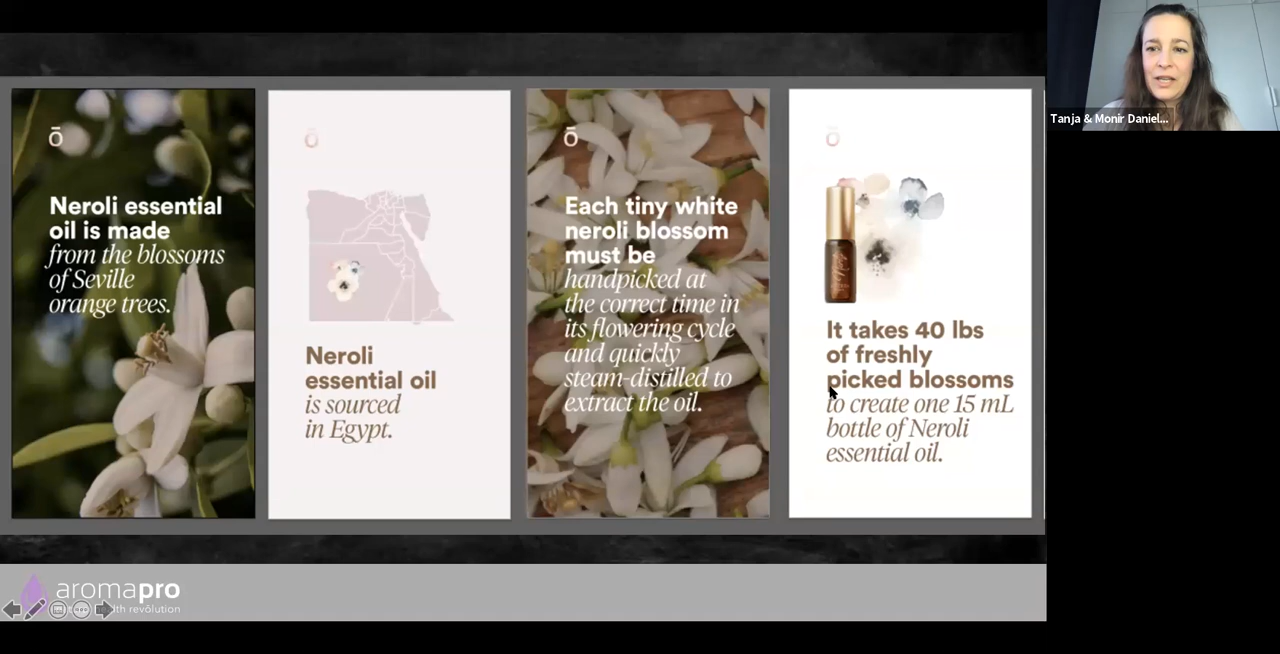 ō
Neroli essential
oil is made
from the blossoms
of Seville
orange trees.
ō
Neroli
essential oil
is sourced
in Egypt.
ō
Each tiny white
neroli blossom
must be
handpicked at
the correct time in
its flowering cycle
and quickly
steam-distilled to
extract the oil.
ō
It takes 40 lbs
of freshly
picked blossoms
to create one 15 mL
bottle of Neroli
essential oil.
Tanja & Monir Daniel...
aromapro
revōlution